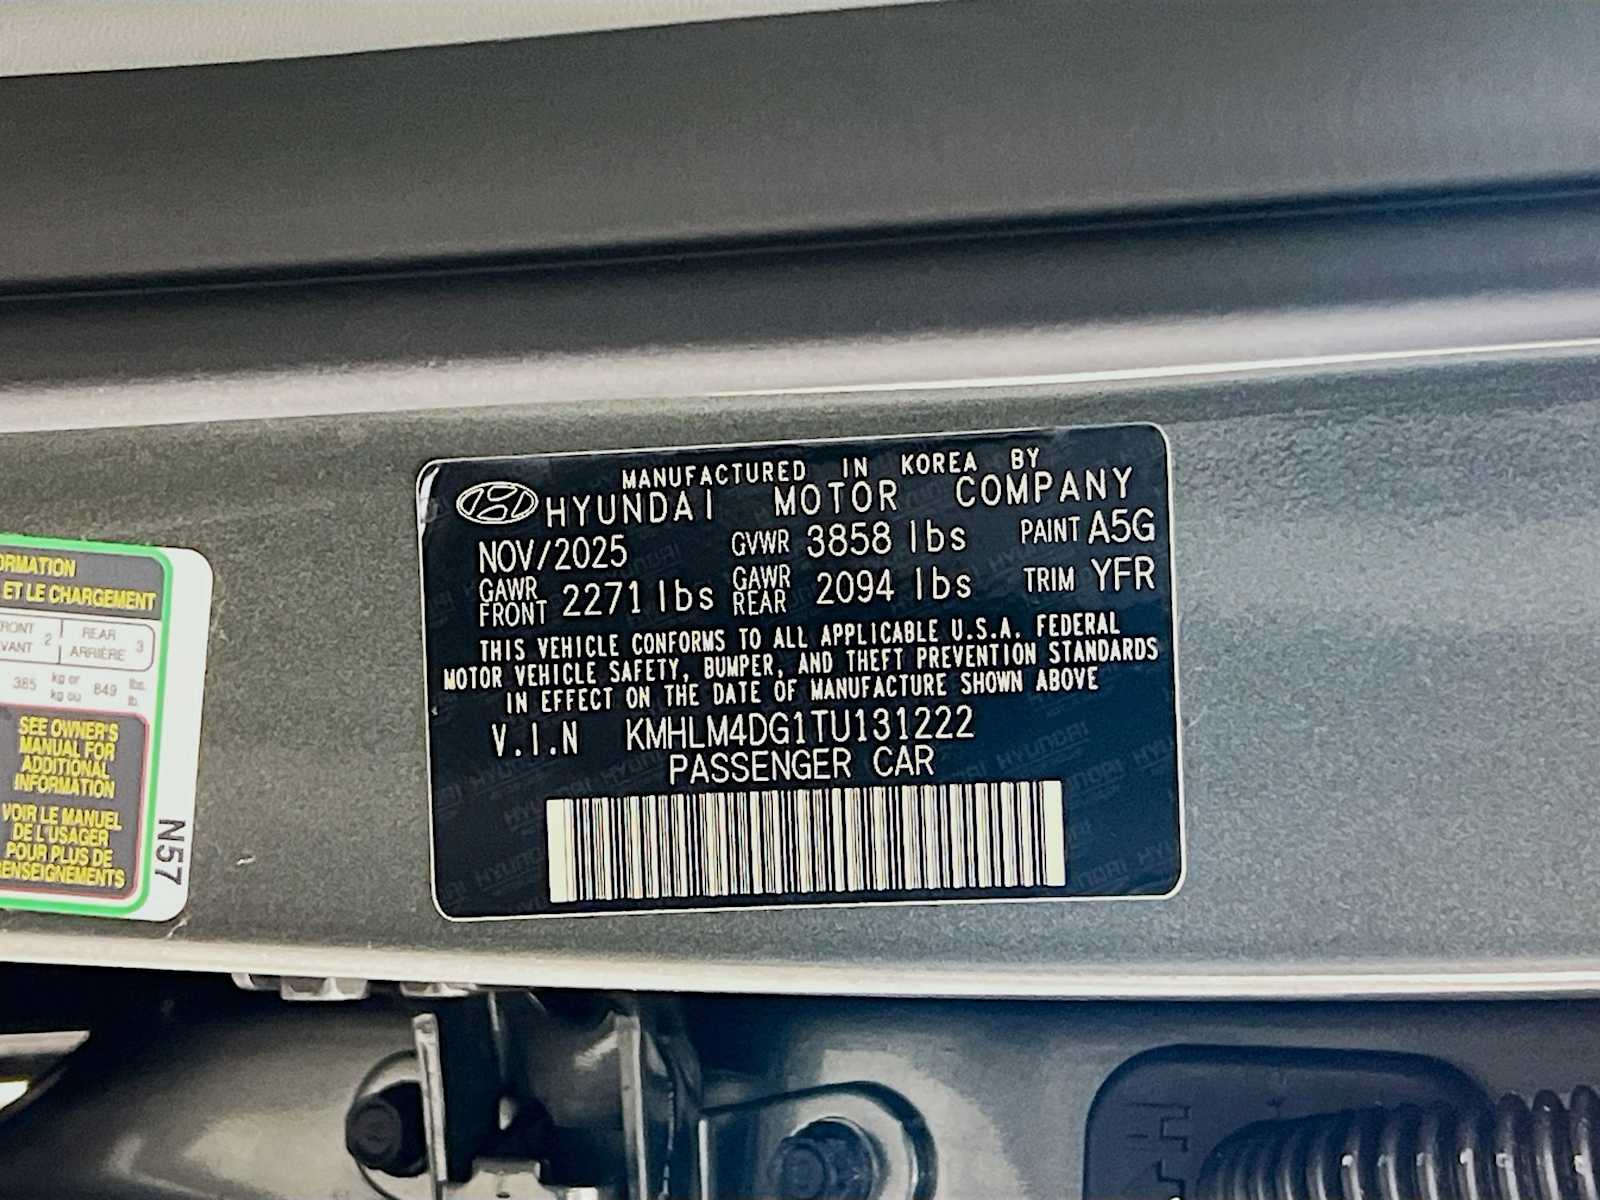 MANUFACTURED IN KOREA BY
HYUNDAI MOTOR COMPANY
NOV/2025 GVWR 3858 lbs PAINT A5G
GAWR FRONT 2271 lbs GAWR REAR 2094 lbs TRIM YFR
THIS VEHICLE CONFORMS TO ALL APPLICABLE U.S.A. FEDERAL
MOTOR VEHICLE SAFETY, BUMPER, AND THEFT PREVENTION STANDARDS
IN EFFECT ON THE DATE OF MANUFACTURE SHOWN ABOVE
V.I.N KMHLM4DG1TU131222
PASSENGER CAR
ET LE CHARGEMENT
2 REAR 3
ARRIÈRE
385 kg or 849 lbs.
kg ou lb.
SEE OWNER'S
MANUAL FOR
ADDITIONAL
INFORMATION
VOIR LE MANUEL
DE L'USAGER
POUR PLUS DE
RENSEIGNEMENTS
N57